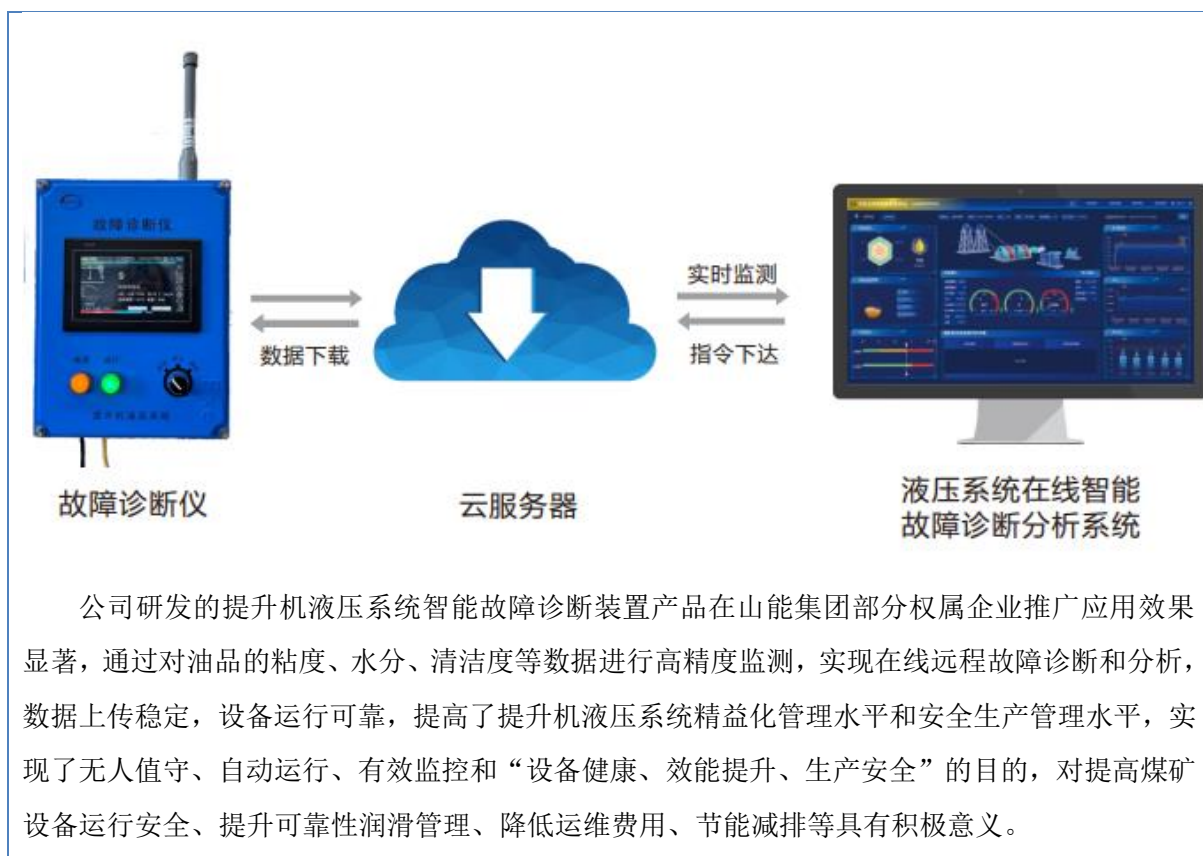 故障诊断仪
实时监测
数据下载
指令下达
故障诊断仪
云服务器
液压系统在线智能
故障诊断分析系统
公司研发的提升机液压系统智能故障诊断装置产品在山能集团部分权属企业推广应用效果
显著，通过对油品的粘度、水分、清洁度等数据进行高精度监测，实现在线远程故障诊断和分析，
数据上传稳定，设备运行可靠，提高了提升机液压系统精益化管理水平和安全生产管理水平，实
现了无人值守、自动运行、有效监控和“设备健康、效能提升、生产安全”的目的，对提高煤矿
设备运行安全、提升可靠性润滑管理、降低运维费用、节能减排等具有积极意义。